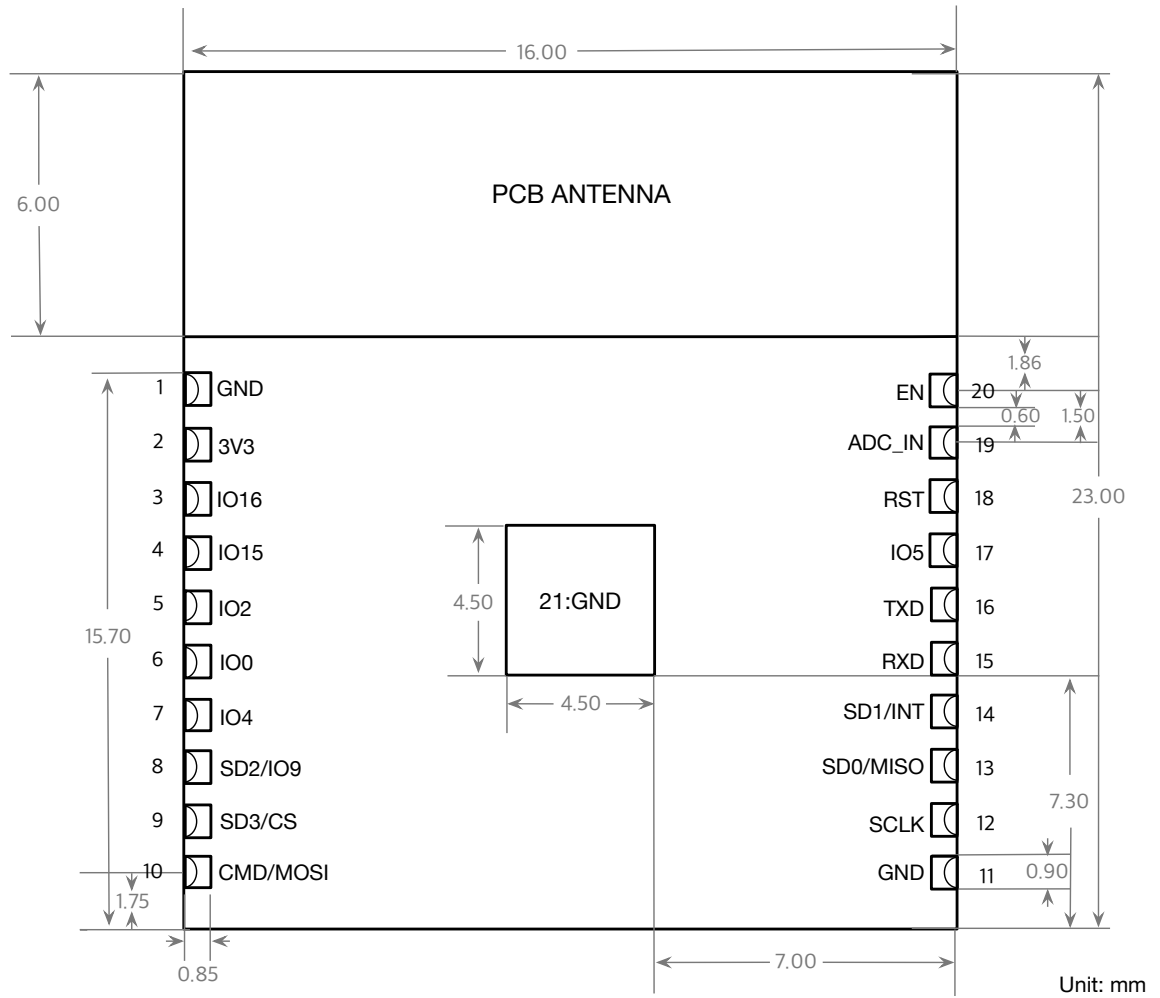 16.00
6.00
PCB ANTENNA
1.86
1 GND
EN 20
0.60
1.50
2 3V3
ADC_IN 19
3 IO16
RST 18
23.00
4 IO15
IO5 17
5 IO2
4.50
21:GND
TXD 16
15.70
6 IO0
RXD 15
4.50
7 IO4
SD1/INT 14
8 SD2/IO9
SD0/MISO 13
7.30
9 SD3/CS
SCLK 12
10 CMD/MOSI
GND 11
0.90
1.75
0.85
7.00
Unit: mm